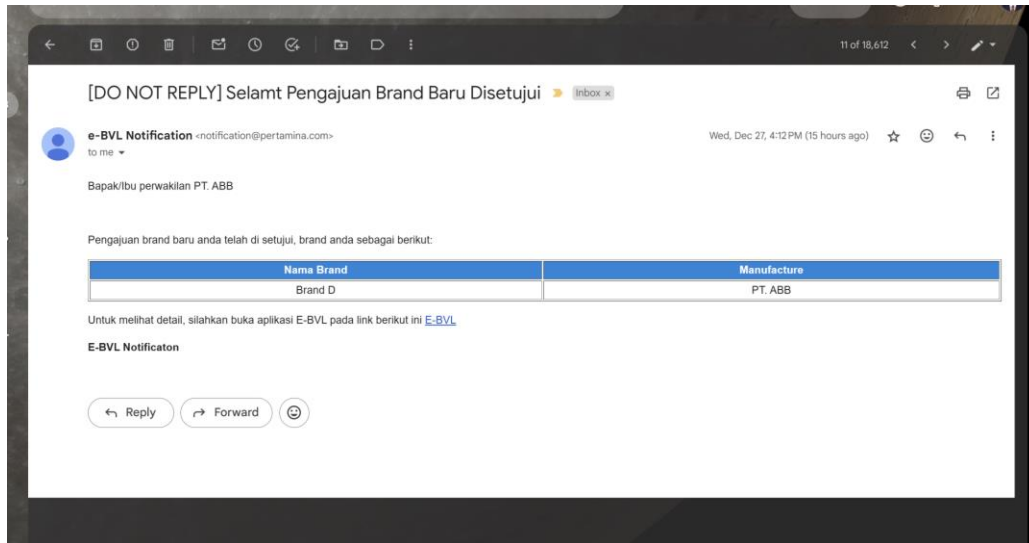 11 of 18,612
[DO NOT REPLY] Selamt Pengajuan Brand Baru Disetujui Inbox ×
e-BVL Notification <notification@pertamina.com> Wed, Dec 27, 4:12 PM (15 hours ago)
to me
Bapak/Ibu perwakilan PT. ABB
Pengajuan brand baru anda telah di setujui, brand anda sebagai berikut:
Nama Brand Manufacture
Brand D PT. ABB
Untuk melihat detail, silahkan buka aplikasi E-BVL pada link berikut ini E-BVL
E-BVL Notificaton
Reply Forward